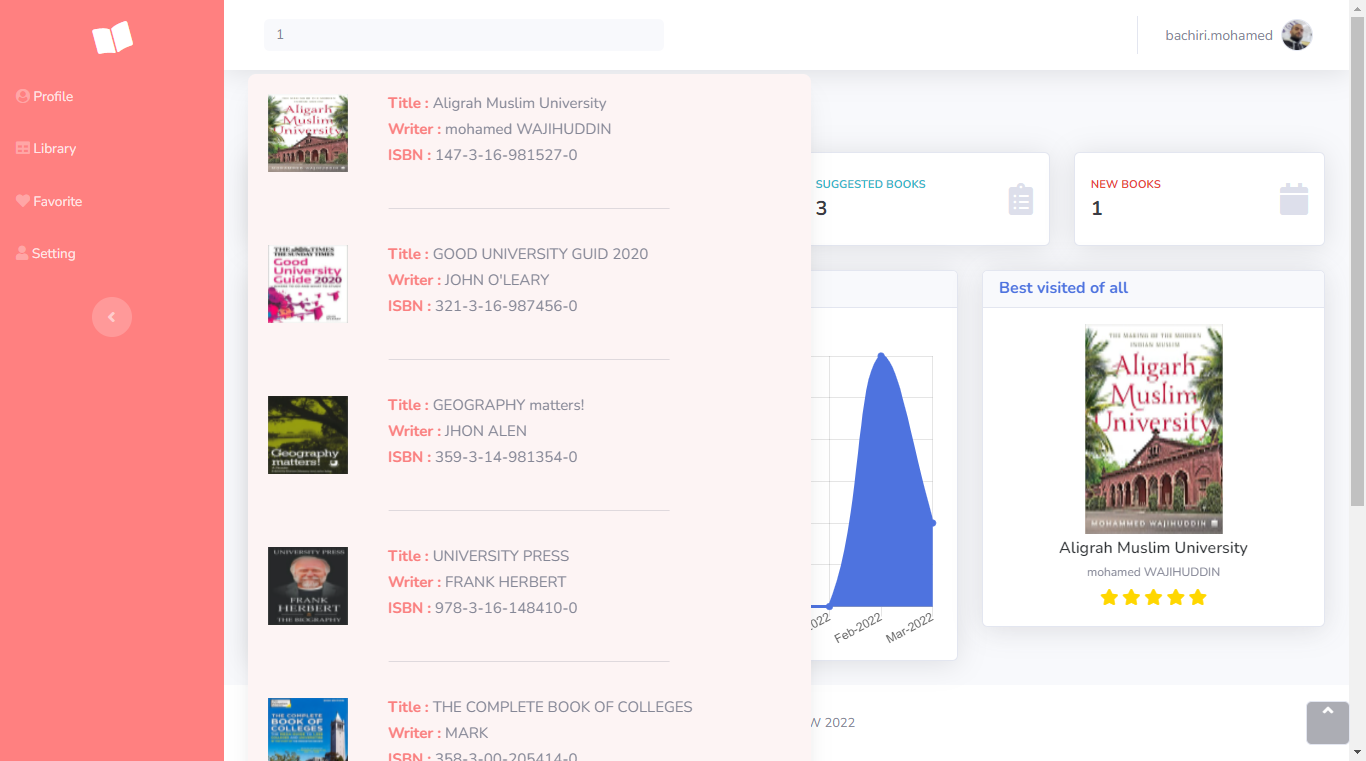 1
bachiri.mohamed
Profile
Library
Favorite
Setting
Aligarh
Muslim
University
Title : Aligrah Muslim University
Writer : mohamed WAJIHUDDIN
ISBN : 147-3-16-981527-0
THE SUNDAY TIMES
Good
University
Guide 2020
Title : GOOD UNIVERSITY GUID 2020
Writer : JOHN O'LEARY
ISBN : 321-3-16-987456-0
Geography
matters!
Title : GEOGRAPHY matters!
Writer : JHON ALEN
ISBN : 359-3-14-981354-0
UNIVERSITY PRESS
FRANK
HERBERT
THE BIOGRAPHY
Title : UNIVERSITY PRESS
Writer : FRANK HERBERT
ISBN : 978-3-16-148410-0
THE COMPLETE
BOOK OF
COLLEGES
Title : THE COMPLETE BOOK OF COLLEGES
Writer : MARK
ISBN : 358-3-00-205414-0
SUGGESTED BOOKS
3
NEW BOOKS
1
2022
Feb-2022
Mar-2022
Best visited of all
THE MAKING OF THE MODERN
INDIAN MUSLIM
Aligarh
Muslim
University
MOHAMMED WAJIHUDDIN
Aligrah Muslim University
mohamed WAJIHUDDIN
W 2022